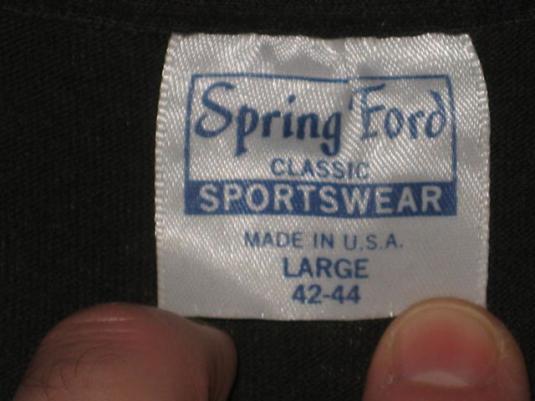 Spring Ford
CLASSIC
SPORTSWEAR
MADE IN U.S.A.
LARGE
42-44